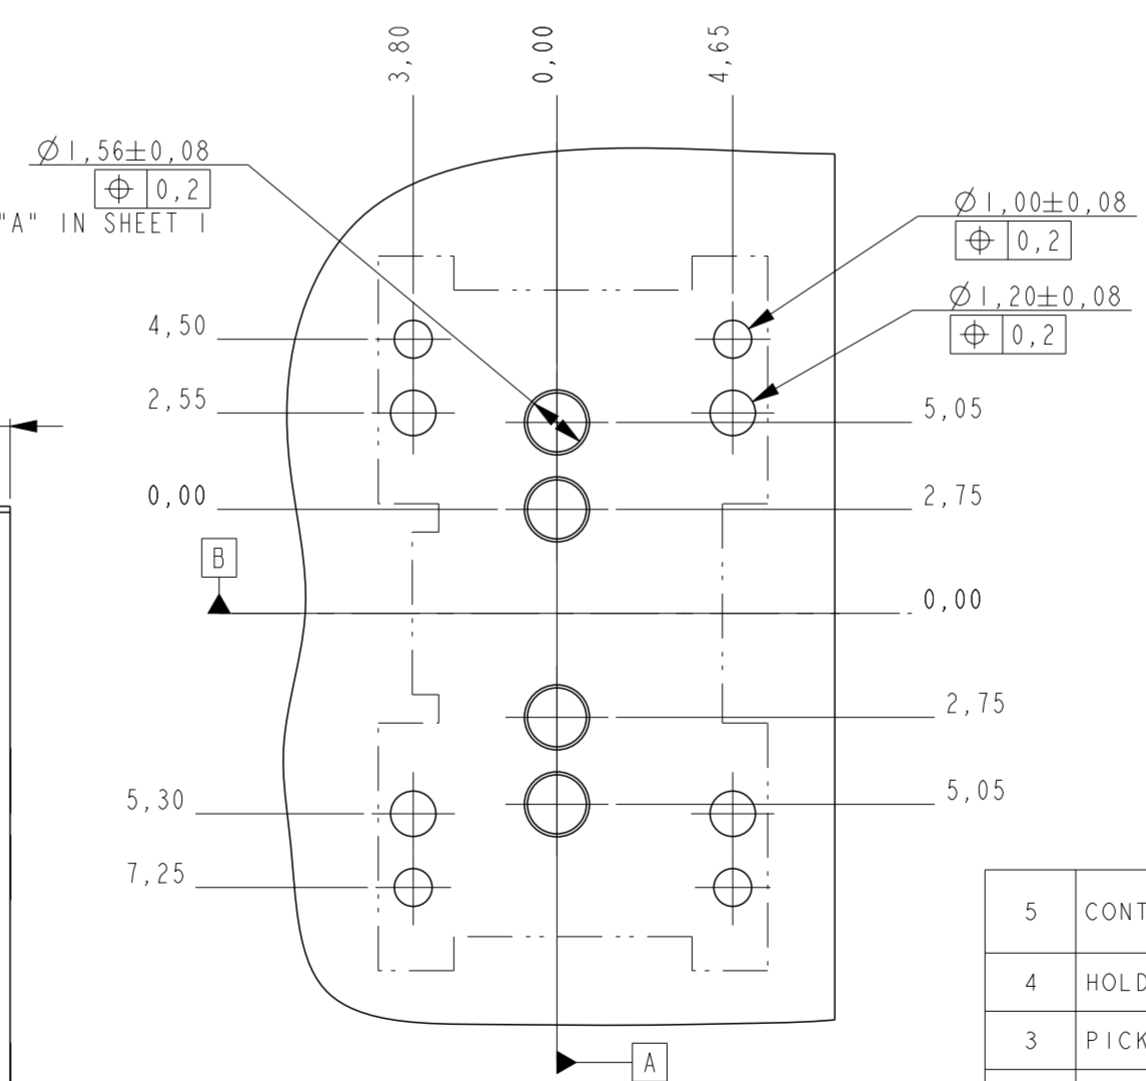 3,80
0,00
4,65
Ø1,56±0,08
⌖ 0,2
"A" IN SHEET 1
Ø1,00±0,08
⌖ 0,2
Ø1,20±0,08
⌖ 0,2
4,50
2,55
0,00
B
5,05
2,75
0,00
2,75
5,05
5,30
7,25
A
5 CONT
4 HOLD
3 PICK